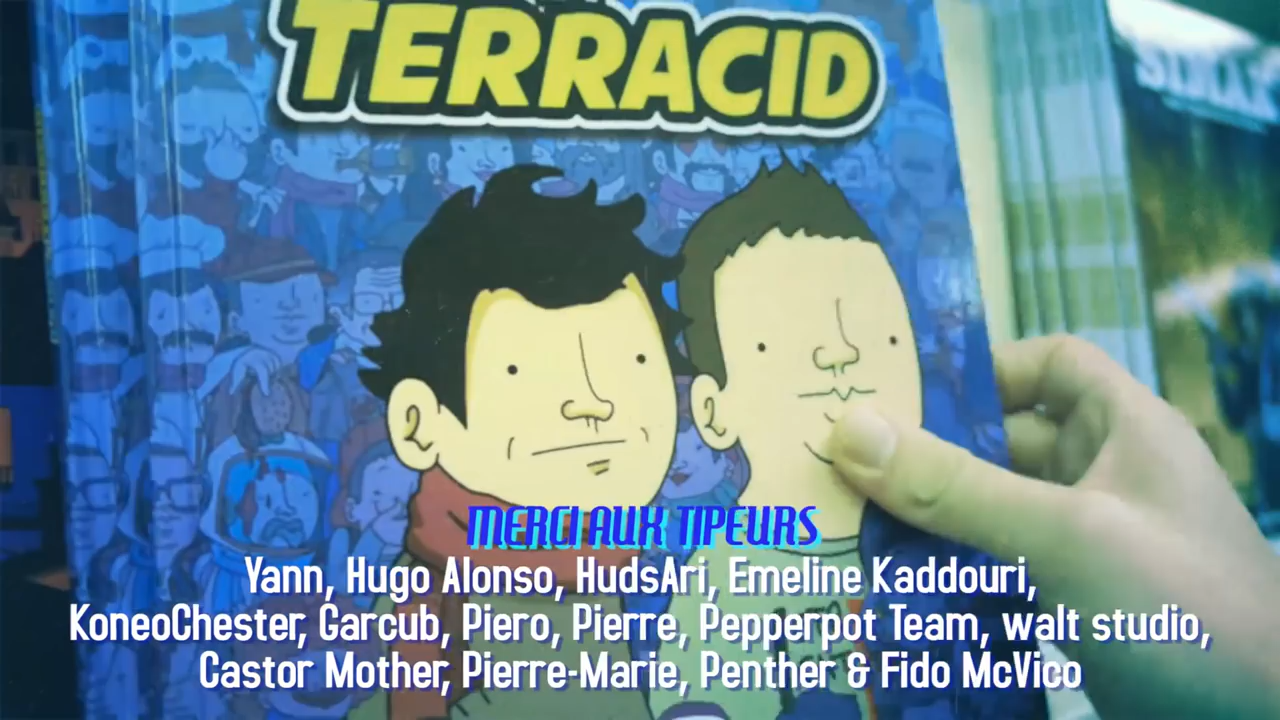 TERRACID
MERCI AUX TIPEURS
Yann, Hugo Alonso, HudsAri, Emeline Kaddouri,
KoneoChester, Garcub, Piero, Pierre, Pepperpot Team, walt studio,
Castor Mother, Pierre-Marie, Penther & Fido McVico